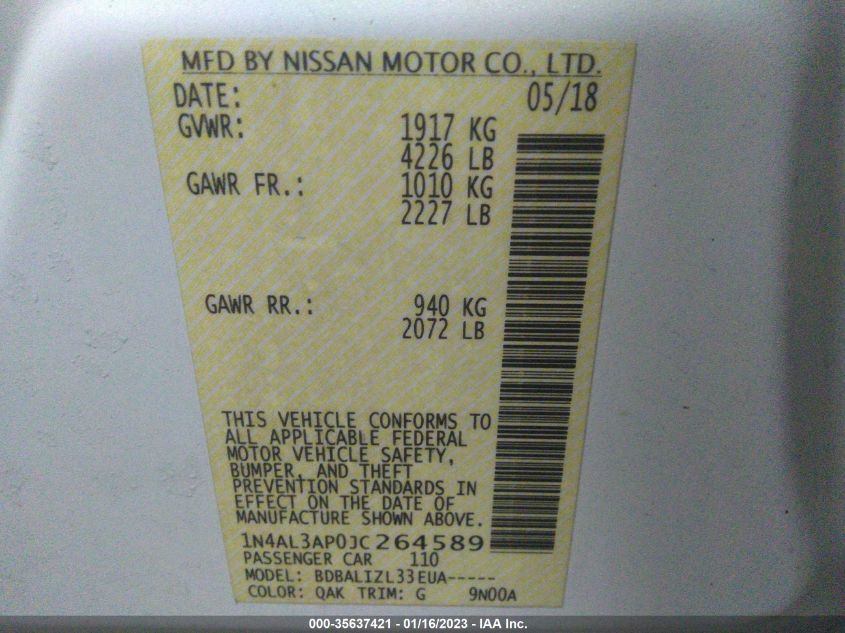 MFD BY NISSAN MOTOR CO., LTD.
DATE: 05/18
GVWR: 1917 KG
4226 LB
GAWR FR.: 1010 KG
2227 LB
GAWR RR.: 940 KG
2072 LB
THIS VEHICLE CONFORMS TO
ALL APPLICABLE FEDERAL
MOTOR VEHICLE SAFETY,
BUMPER, AND THEFT
PREVENTION STANDARDS IN
EFFECT ON THE DATE OF
MANUFACTURE SHOWN ABOVE.
1N4AL3AP0JC264589
PASSENGER CAR 110
MODEL: BDBALIZL33EUA-----
COLOR: QAK TRIM: G 9N00A
000-35637421 - 01/16/2023 - IAA Inc.